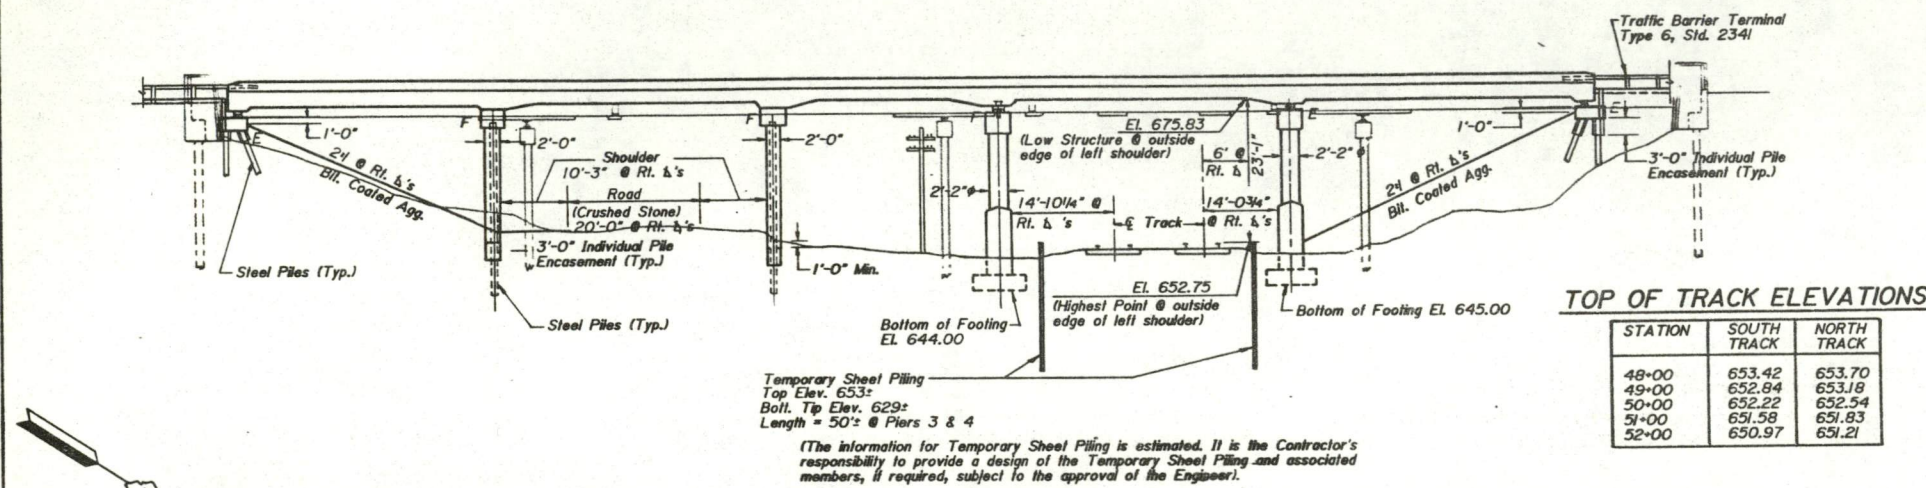 Traffic Barrier Terminal
Type 6, Std. 2341
1'-0"
E
F
2'-0"
F
2'-0"
F
El. 675.83
(Low Structure @ outside
edge of left shoulder)
6' @
Rt. ∠
23'-1"
E
2'-2" ø
1'-0"
E
3'-0" Individual Pile
Encasement (Typ.)
2:1 @ Rt. ∠'s
Bit. Coated Agg.
Shoulder
10'-3" @ Rt. ∠'s
Road
(Crushed Stone)
20'-0" @ Rt. ∠'s
3'-0" Individual Pile
Encasement (Typ.)
2'-2"ø
14'-10¼" @
Rt. ∠'s
℄ Track
14'-0¾"
@ Rt. ∠'s
2:1 @ Rt. ∠'s
Bit. Coated Agg.
Steel Piles (Typ.)
1'-0" Min.
Steel Piles (Typ.)
Bottom of Footing
El. 644.00
El. 652.75
(Highest Point @ outside
edge of left shoulder)
Bottom of Footing El. 645.00
Temporary Sheet Piling
Top Elev. 653±
Bott. Tip Elev. 629±
Length = 50'± @ Piers 3 & 4
(The information for Temporary Sheet Piling is estimated. It is the Contractor's
responsibility to provide a design of the Temporary Sheet Piling and associated
members, if required, subject to the approval of the Engineer).
TOP OF TRACK ELEVATIONS
STATION SOUTH TRACK NORTH TRACK
48+00 653.42 653.70
49+00 652.84 653.18
50+00 652.22 652.54
51+00 651.58 651.83
52+00 650.97 651.21